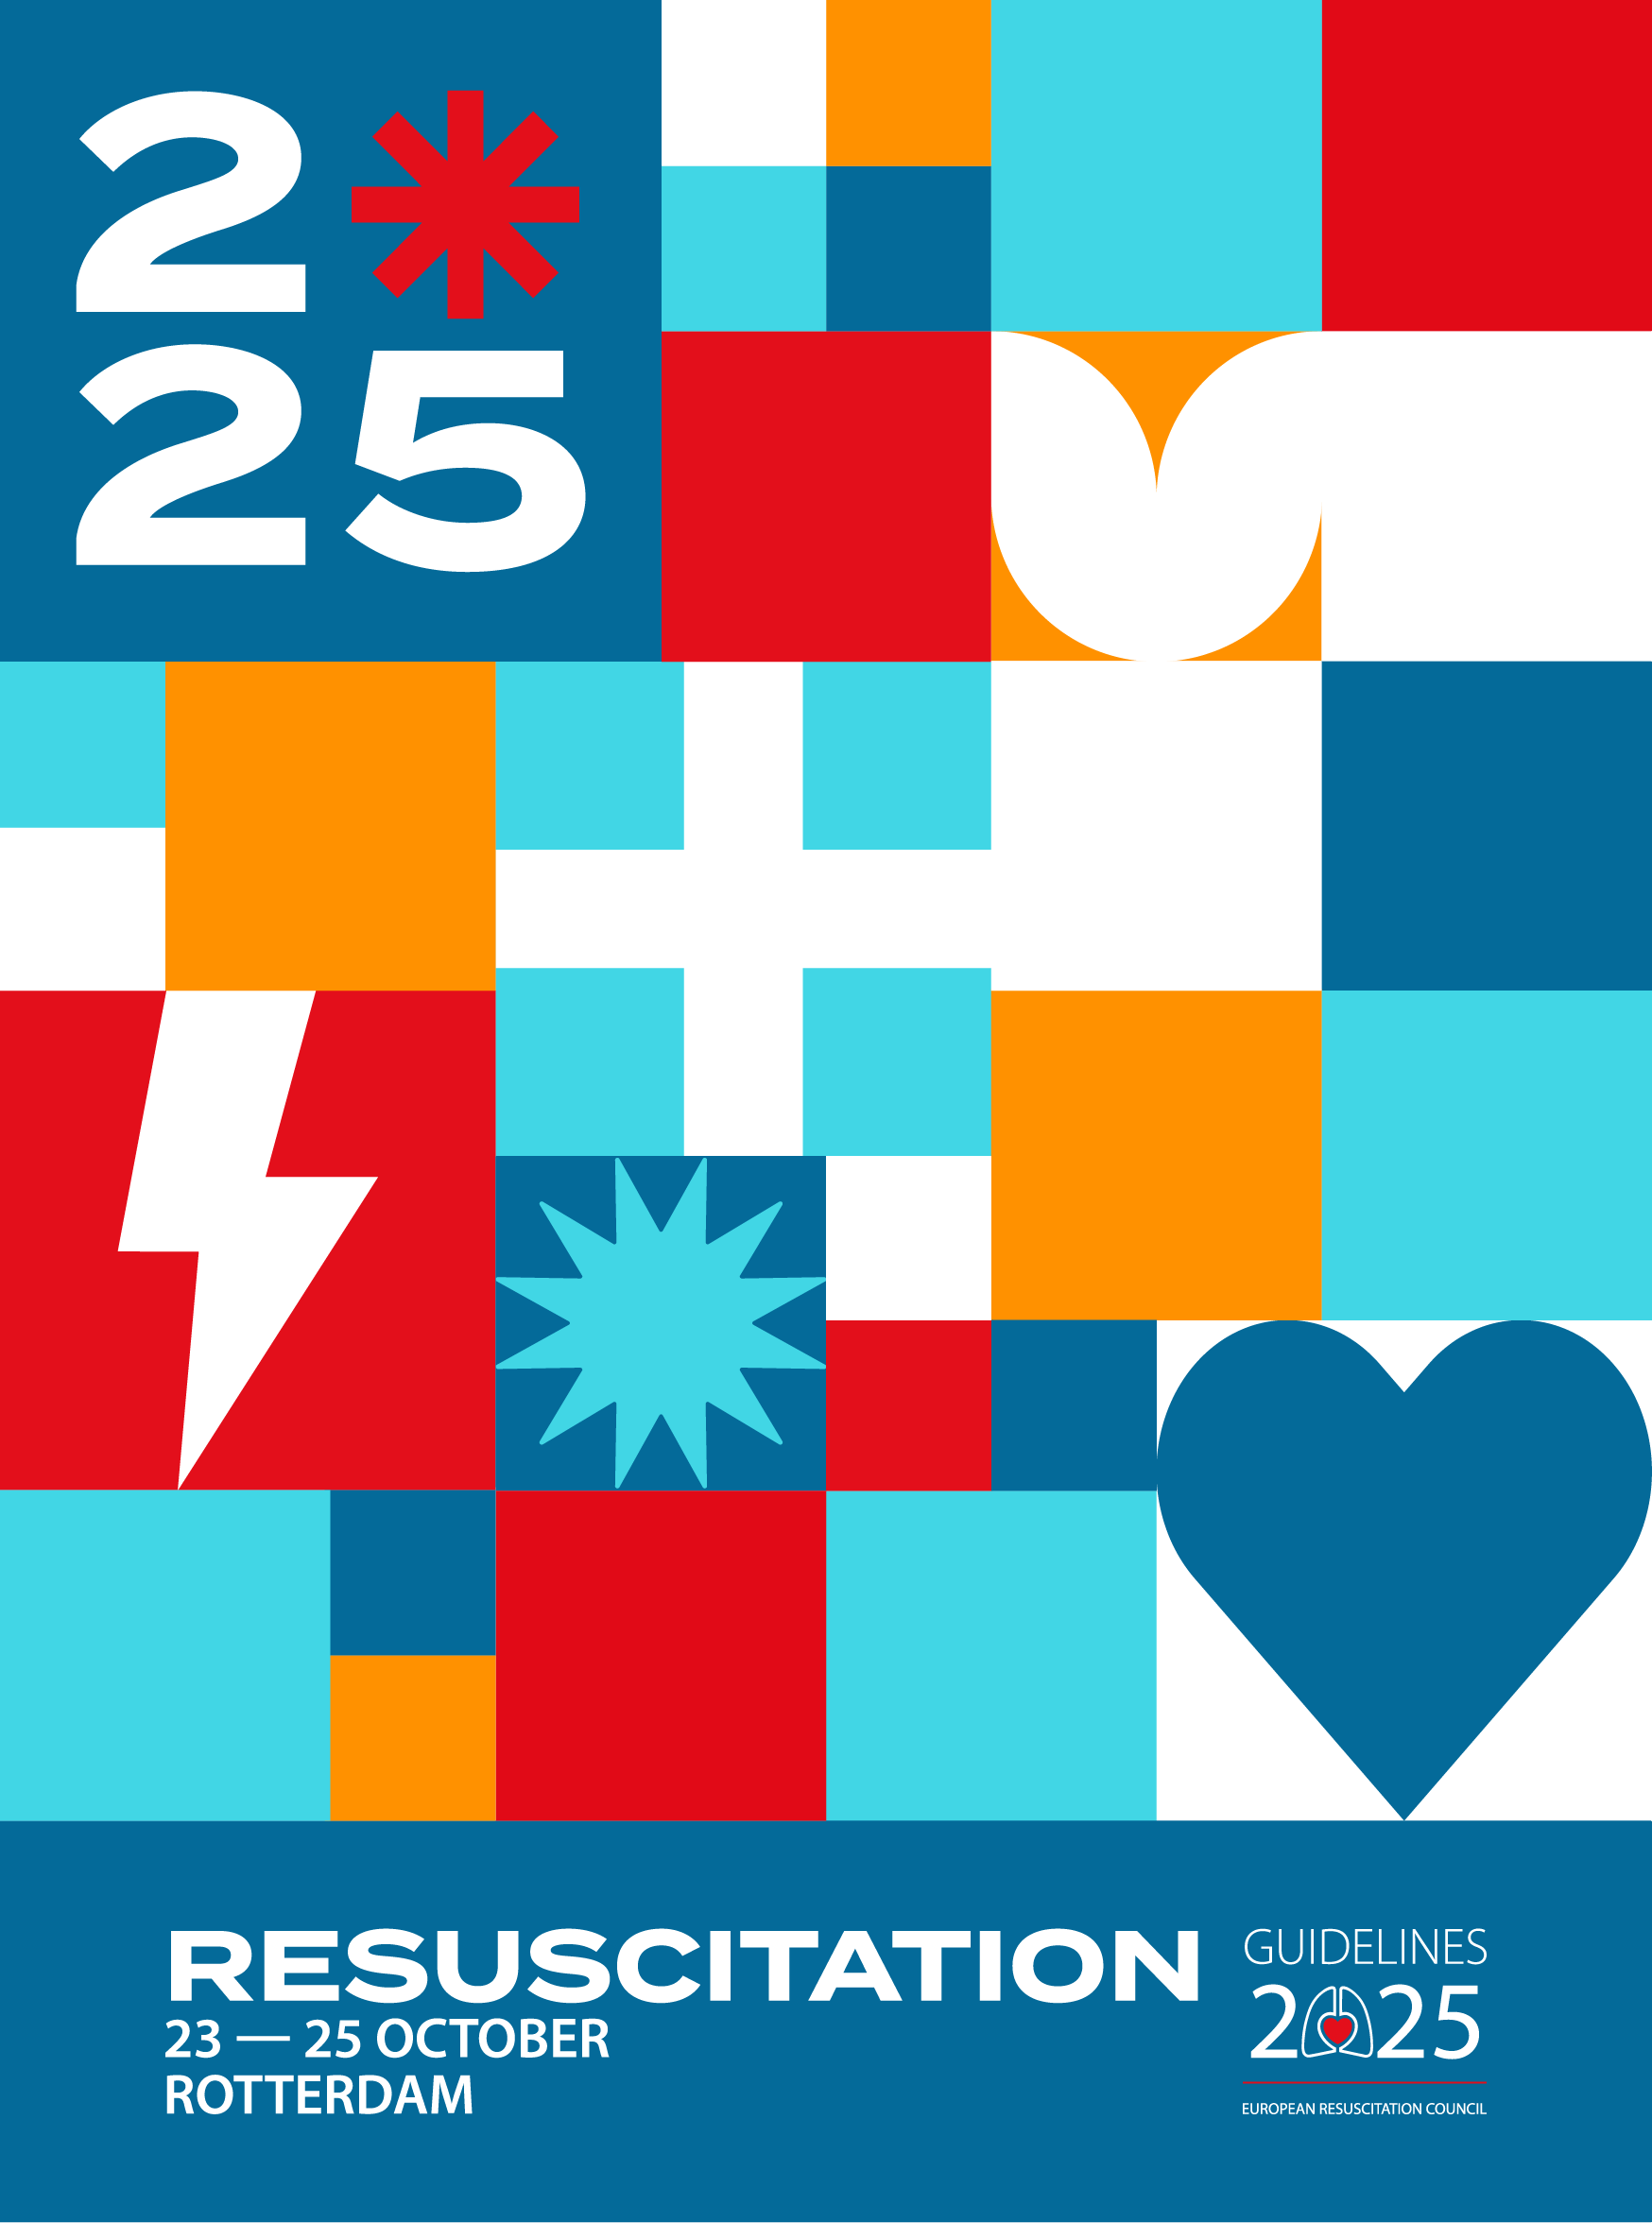 2*
25
RESUSCITATION
23 — 25 OCTOBER
ROTTERDAM
GUIDELINES
2025
EUROPEAN RESUSCITATION COUNCIL